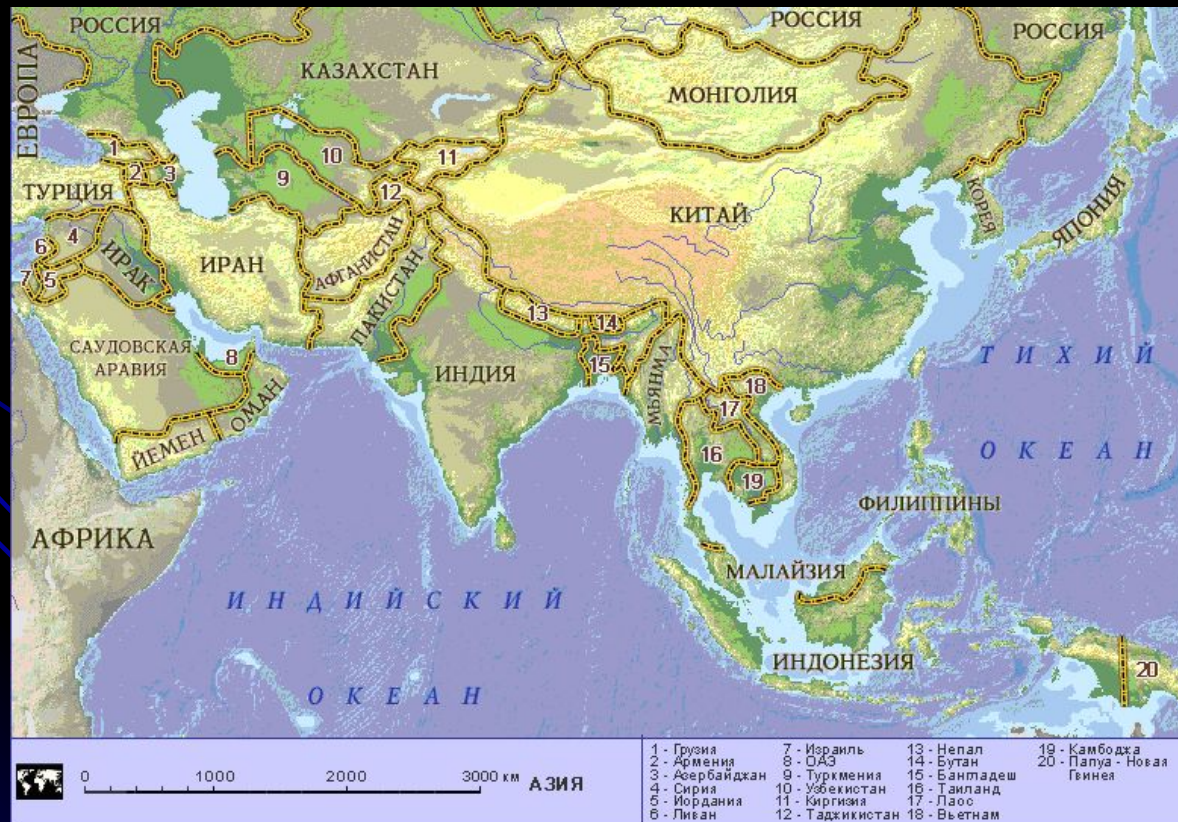 РОССИЯ
РОССИЯ
РОССИЯ
ЕВРОПА
КАЗАХСТАН
МОНГОЛИЯ
1
2
3
10
11
9
12
ТУРЦИЯ
4
КИТАЙ
КОРЕЯ
ЯПОНИЯ
6
7
5
ИРАК
ИРАН
АФГАНИСТАН
ПАКИСТАН
13
14
САУДОВСКАЯ
АРАВИЯ
8
ИНДИЯ
15
МЬЯНМА
18
17
ТИХИЙ
ОКЕАН
ЙЕМЕН
ОМАН
16
19
ФИЛИППИНЫ
АФРИКА
МАЛАЙЗИЯ
ИНДИЙСКИЙ
ОКЕАН
ИНДОНЕЗИЯ
20
0 1000 2000 3000 км
АЗИЯ
1 - Грузия
2 - Армения
3 - Азербайджан
4 - Сирия
5 - Иордания
6 - Ливан
7 - Израиль
8 - ОАЭ
9 - Туркмения
10 - Узбекистан
11 - Киргизия
12 - Таджикистан
13 - Непал
14 - Бутан
15 - Бангладеш
16 - Таиланд
17 - Лаос
18 - Вьетнам
19 - Камбоджа
20 - Папуа - Новая
Гвинея